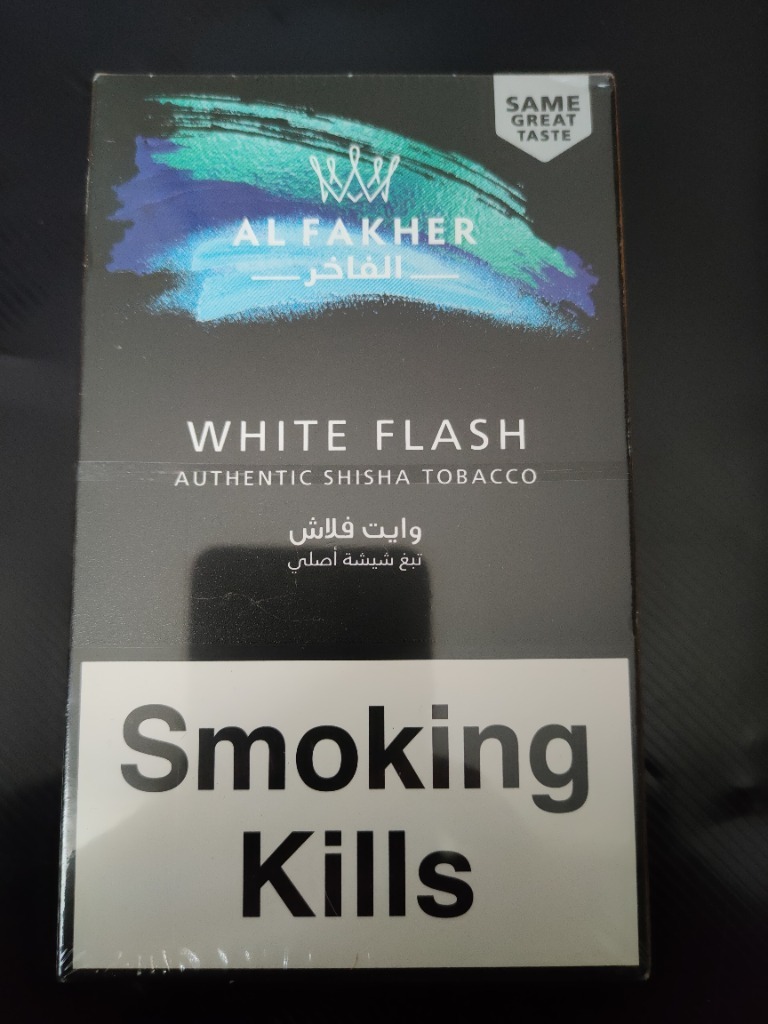 SAME
GREAT
TASTE
AL FAKHER
الفاخر
WHITE FLASH
AUTHENTIC SHISHA TOBACCO
وايت فلاش
تبغ شيشة أصلي
Smoking
Kills